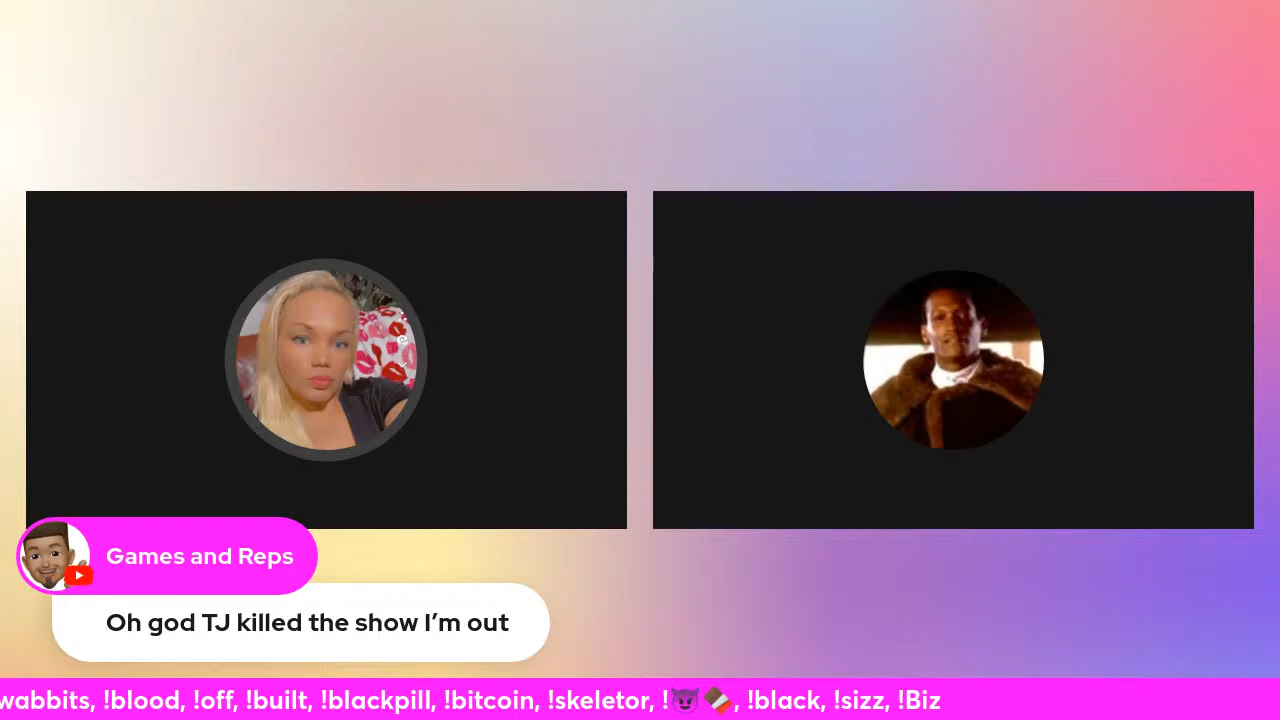 Games and Reps
Oh god TJ killed the show I’m out
wabbits, !blood, !off, !built, !blackpill, !bitcoin, !skeletor, !😈🍫, !black, !sizz, !Biz